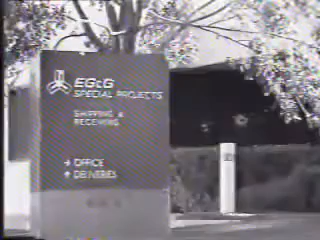 EG&G
SPECIAL PROJECTS
SHIPPING &
RECEIVING
→ OFFICE
↑ DELIVERIES